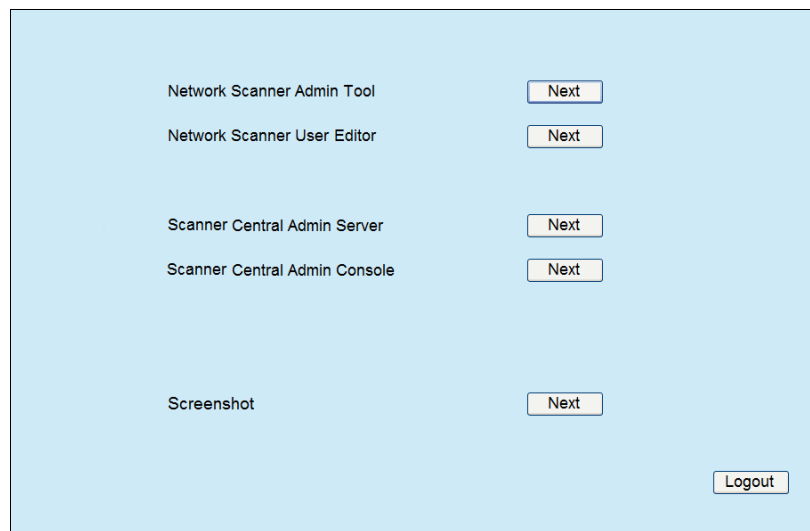 Network Scanner Admin Tool Next
Network Scanner User Editor Next
Scanner Central Admin Server Next
Scanner Central Admin Console Next
Screenshot Next
Logout